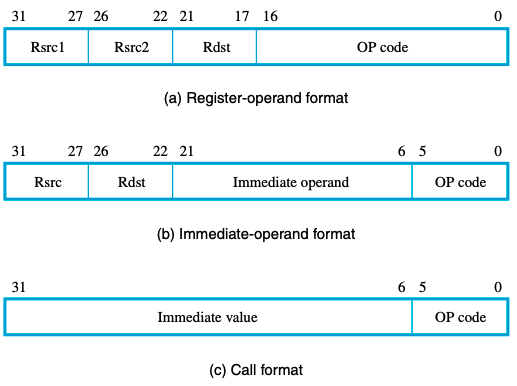 31 27 26 22 21 17 16 0
Rsrc1 Rsrc2 Rdst OP code
(a) Register-operand format
31 27 26 22 21 6 5 0
Rsrc Rdst Immediate operand OP code
(b) Immediate-operand format
31 6 5 0
Immediate value OP code
(c) Call format